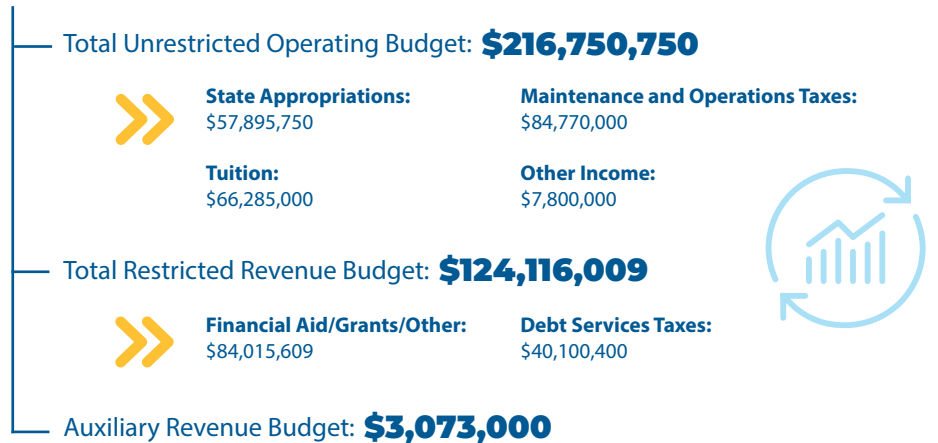 Total Unrestricted Operating Budget: $216,750,750
State Appropriations:
$57,895,750
Maintenance and Operations Taxes:
$84,770,000
Tuition:
$66,285,000
Other Income:
$7,800,000
Total Restricted Revenue Budget: $124,116,009
Financial Aid/Grants/Other:
$84,015,609
Debt Services Taxes:
$40,100,400
Auxiliary Revenue Budget: $3,073,000